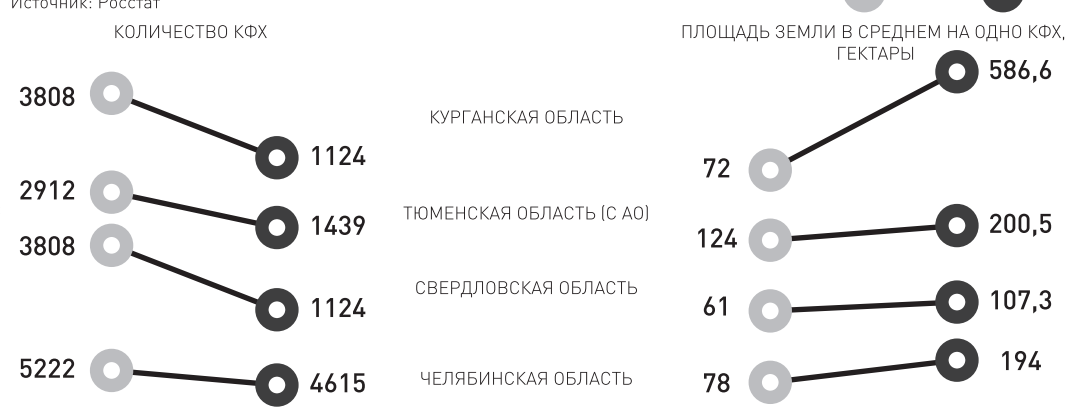 Источник: Росстат
КОЛИЧЕСТВО КФХ
ПЛОЩАДЬ ЗЕМЛИ В СРЕДНЕМ НА ОДНО КФХ,
ГЕКТАРЫ
3808
1124
КУРГАНСКАЯ ОБЛАСТЬ
72
586,6
2912
1439
ТЮМЕНСКАЯ ОБЛАСТЬ (С АО)
124
200,5
3808
1124
СВЕРДЛОВСКАЯ ОБЛАСТЬ
61
107,3
5222
4615
ЧЕЛЯБИНСКАЯ ОБЛАСТЬ
78
194